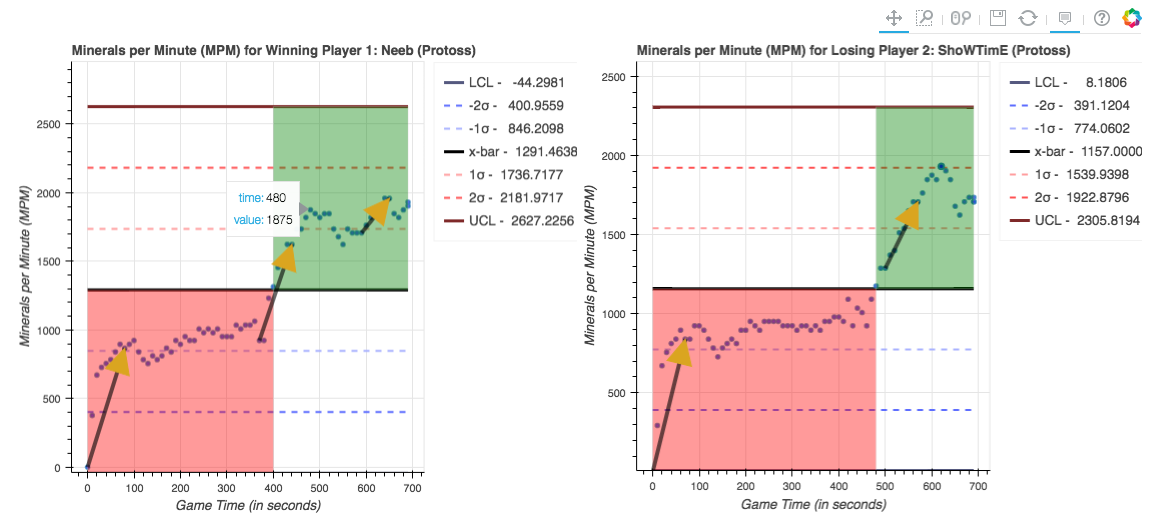 Minerals per Minute (MPM) for Winning Player 1: Neeb (Protoss)
LCL - -44.2981
-2σ - 400.9559
-1σ - 846.2098
x-bar - 1291.4638
1σ - 1736.7177
2σ - 2181.9717
UCL - 2627.2256
time: 480
value: 1875
Minerals per Minute (MPM)
2500
2000
1500
1000
500
0
0 100 200 300 400 500 600 700
Game Time (in seconds)
Minerals per Minute (MPM) for Losing Player 2: ShoWTimE (Protoss)
LCL - 8.1806
-2σ - 391.1204
-1σ - 774.0602
x-bar - 1157.0000
1σ - 1539.9398
2σ - 1922.8796
UCL - 2305.8194
Minerals per Minute (MPM)
2500
2000
1500
1000
500
0 100 200 300 400 500 600 700
Game Time (in seconds)